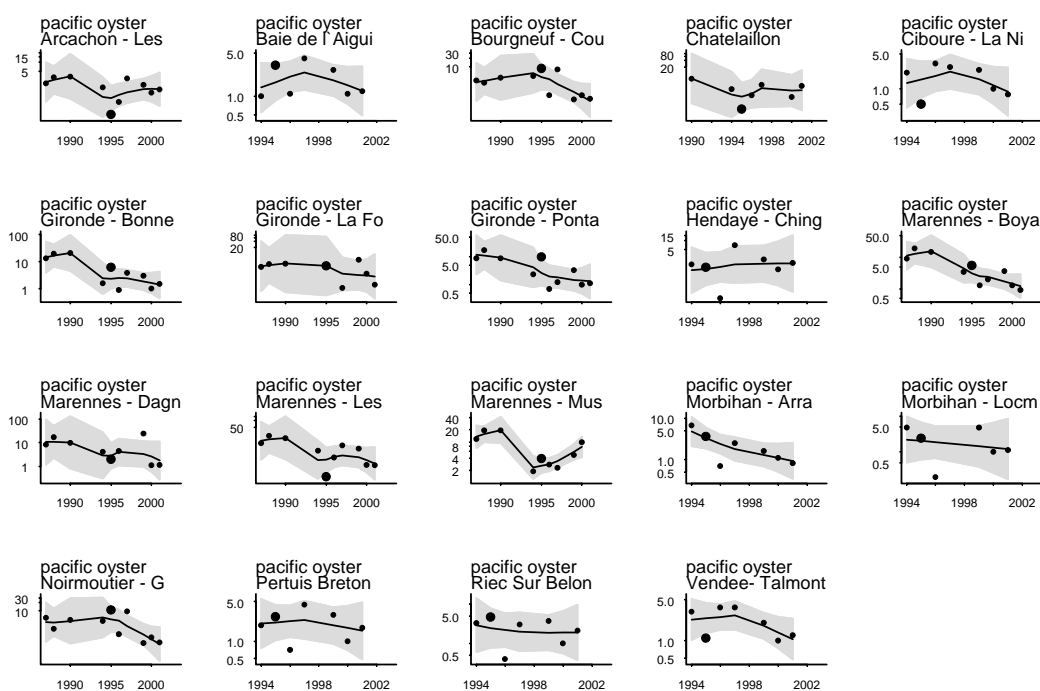 pacific oyster
Arcachon - Les
15
5
1990 1995 2000
pacific oyster
Baie de l`Aigui
5.0
1.0
0.5
1994 1998 2002
pacific oyster
Bourgneuf - Cou
30
10
1990 1995 2000
pacific oyster
Chatelaillon
80
20
1990 1994 1998 2002
pacific oyster
Ciboure - La Ni
5.0
0.5
1994 1998 2002
pacific oyster
Gironde - Bonne
100
10
1
1990 1995 2000
pacific oyster
Gironde - La Fo
80
20
1990 1995 2000
pacific oyster
Gironde - Ponta
50.0
5.0
0.5
1990 1995 2000
pacific oyster
Hendaye - Ching
15
5
1994 1998 2002
pacific oyster
Marennes - Boya
50.0
5.0
0.5
1990 1995 2000
pacific oyster
Marennes - Dagn
100
10
1
1990 1995 2000
pacific oyster
Marennes - Les
50
1990 1995 2000
pacific oyster
Marennes - Mus
40
20
8
4
2
1990 1995 2000
pacific oyster
Morbihan - Arra
10.0
5.0
1.0
0.5
1994 1998 2002
pacific oyster
Morbihan - Locm
5.0
0.5
1994 1998 2002
pacific oyster
Noirmoutier - G
30
10
1990 1995 2000
pacific oyster
Pertuis Breton
5.0
1.0
0.5
1994 1998 2002
pacific oyster
Riec Sur Belon
5.0
0.5
1994 1998 2002
pacific oyster
Vendee- Talmont
5.0
1.0
0.5
1994 1998 2002